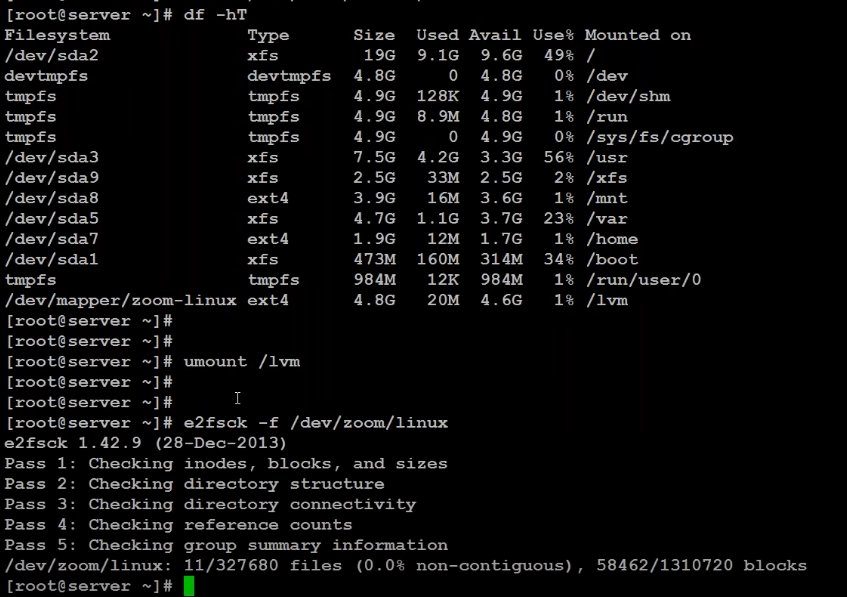 [root@server ~]# df -hT
Filesystem Type Size Used Avail Use% Mounted on
/dev/sda2 xfs 19G 9.1G 9.6G 49% /
devtmpfs devtmpfs 4.8G 0 4.8G 0% /dev
tmpfs tmpfs 4.9G 128K 4.9G 1% /dev/shm
tmpfs tmpfs 4.9G 8.9M 4.8G 1% /run
tmpfs tmpfs 4.9G 0 4.9G 0% /sys/fs/cgroup
/dev/sda3 xfs 7.5G 4.2G 3.3G 56% /usr
/dev/sda9 xfs 2.5G 33M 2.5G 2% /xfs
/dev/sda8 ext4 3.9G 16M 3.6G 1% /mnt
/dev/sda5 xfs 4.7G 1.1G 3.7G 23% /var
/dev/sda7 ext4 1.9G 12M 1.7G 1% /home
/dev/sda1 xfs 473M 160M 314M 34% /boot
tmpfs tmpfs 984M 12K 984M 1% /run/user/0
/dev/mapper/zoom-linux ext4 4.8G 20M 4.6G 1% /lvm
[root@server ~]#
[root@server ~]#
[root@server ~]# umount /lvm
[root@server ~]#
[root@server ~]#
[root@server ~]# e2fsck -f /dev/zoom/linux
e2fsck 1.42.9 (28-Dec-2013)
Pass 1: Checking inodes, blocks, and sizes
Pass 2: Checking directory structure
Pass 3: Checking directory connectivity
Pass 4: Checking reference counts
Pass 5: Checking group summary information
/dev/zoom/linux: 11/327680 files (0.0% non-contiguous), 58462/1310720 blocks
[root@server ~]#